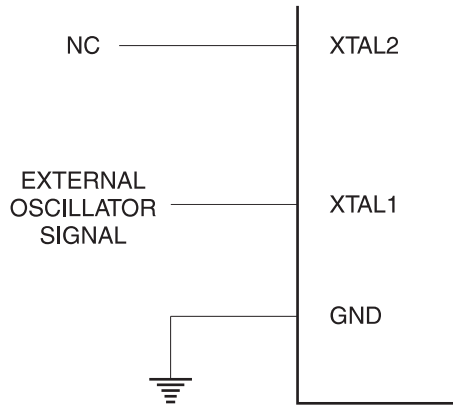 NC
XTAL2
EXTERNAL
OSCILLATOR
SIGNAL
XTAL1
GND